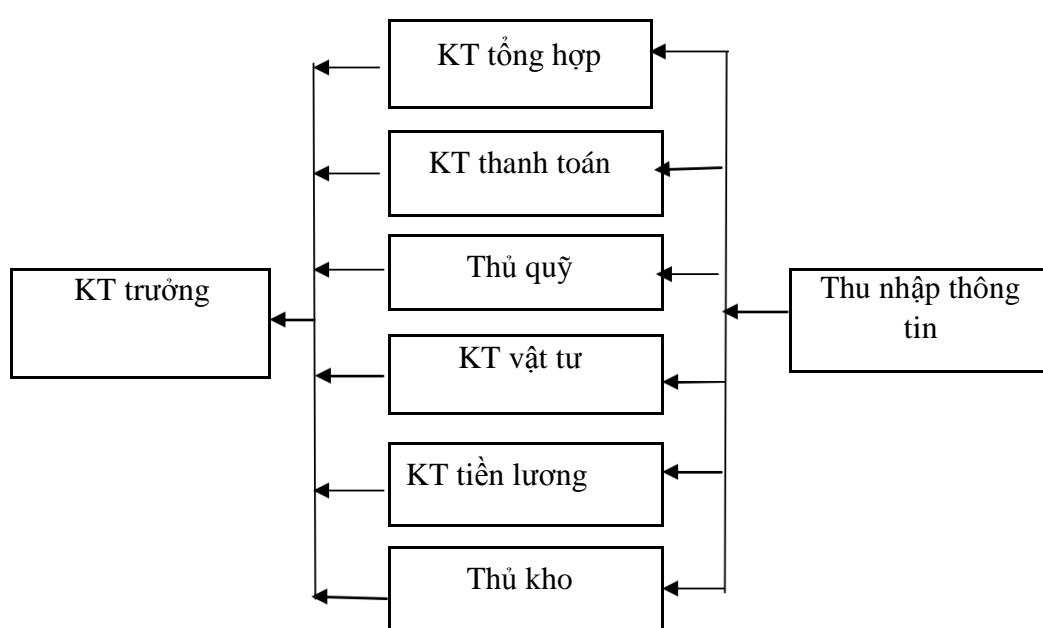 KT tổng hợp
KT thanh toán
Thủ quỹ
KT trưởng
Thu nhập thông
tin
KT vật tư
KT tiền lương
Thủ kho